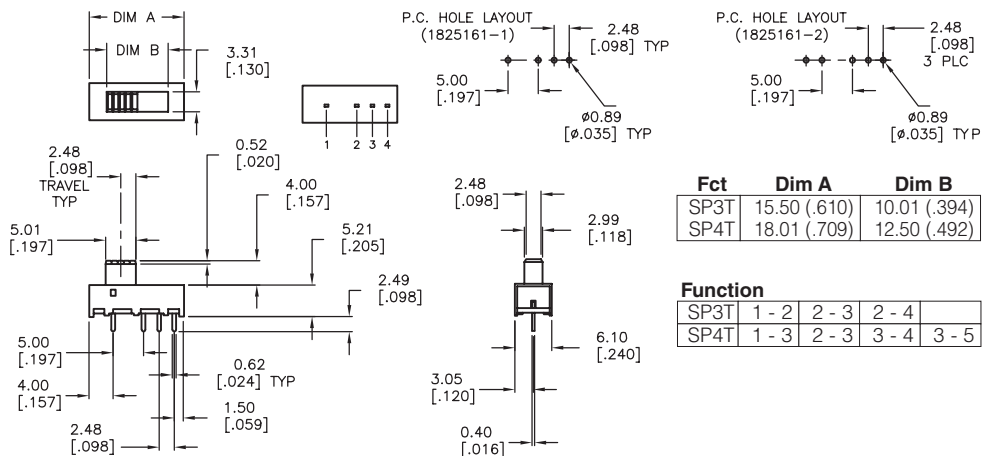 DIM A
DIM B
3.31
[.130]
1 2 3 4
P.C. HOLE LAYOUT
(1825161-1)
2.48
[.098] TYP
5.00
[.197]
ø0.89
[ø.035] TYP
P.C. HOLE LAYOUT
(1825161-2)
2.48
[.098]
3 PLC
5.00
[.197]
ø0.89
[ø.035] TYP
2.48
[.098]
TRAVEL
TYP
0.52
[.020]
4.00
[.157]
5.01
[.197]
5.21
[.205]
2.49
[.098]
5.00
[.197]
4.00
[.157]
2.48
[.098]
0.62
[.024] TYP
1.50
[.059]
2.48
[.098]
2.99
[.118]
6.10
[.240]
3.05
[.120]
0.40
[.016]
Fct Dim A Dim B
SP3T 15.50 (.610) 10.01 (.394)
SP4T 18.01 (.709) 12.50 (.492)
Function
SP3T 1 - 2 2 - 3 2 - 4
SP4T 1 - 3 2 - 3 3 - 4 3 - 5